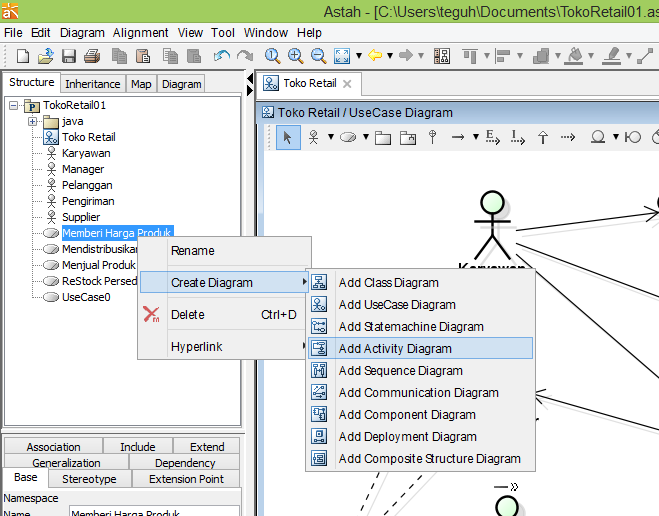 Astah - [C:\Users\teguh\Documents\TokoRetail01.as
File Edit Diagram Alignment View Tool Window Help
Structure Inheritance Map Diagram
TokoRetail01
java
Toko Retail
Karyawan
Manager
Pelanggan
Pengiriman
Supplier
Memberi Harga Produk
Mendistribusikan
Menjual Produk
ReStock Persed
UseCase0
Rename
Create Diagram
Delete Ctrl+D
Hyperlink
Add Class Diagram
Add UseCase Diagram
Add Statemachine Diagram
Add Activity Diagram
Add Sequence Diagram
Add Communication Diagram
Add Component Diagram
Add Deployment Diagram
Add Composite Structure Diagram
Association Include Extend
Generalization Dependency
Base Stereotype Extension Point
Namespace
Name Memberi Harga Produk
Toko Retail
Toko Retail / UseCase Diagram
Karyawan